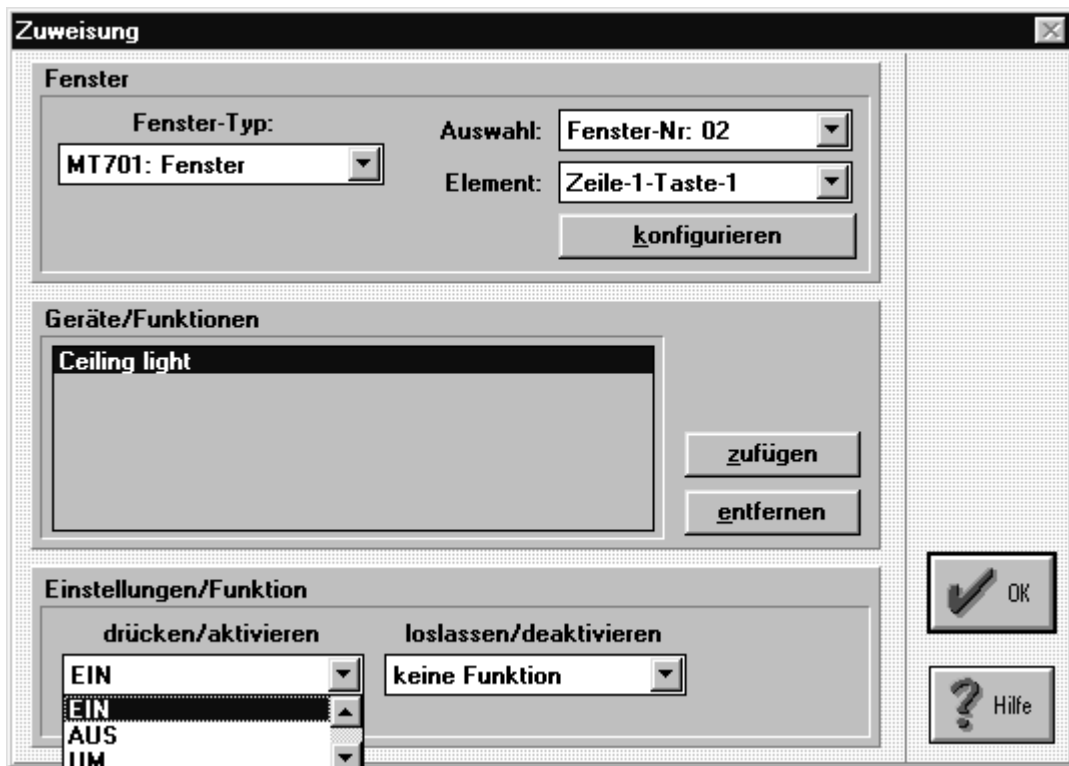 Zuweisung
Fenster
Fenster-Typ:
MT701: Fenster
Auswahl:
Fenster-Nr: 02
Element:
Zeile-1-Taste-1
konfigurieren
Geräte/Funktionen
Ceiling light
zufügen
entfernen
Einstellungen/Funktion
drücken/aktivieren
loslassen/deaktivieren
EIN
keine Funktion
EIN
AUS
UM
OK
Hilfe